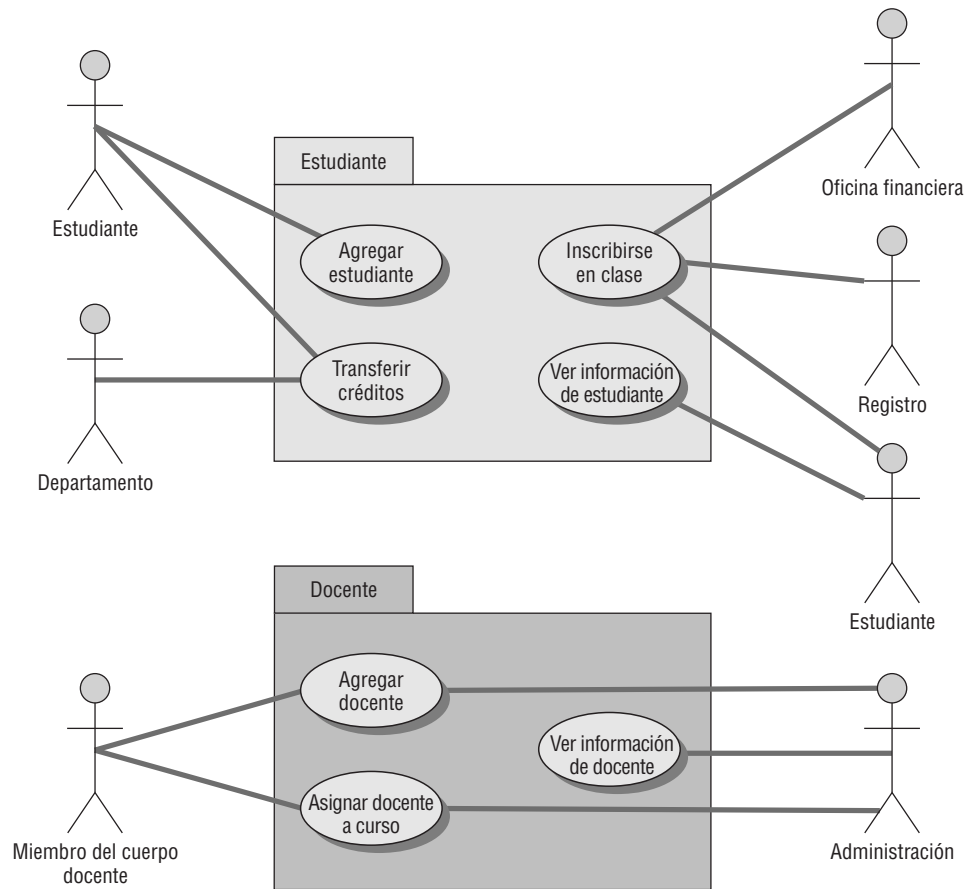 Estudiante
Oficina financiera
Estudiante
Agregar
estudiante
Inscribirse
en clase
Departamento
Transferir
créditos
Ver información
de estudiante
Registro
Estudiante
Docente
Agregar
docente
Ver información
de docente
Asignar docente
a curso
Miembro del cuerpo
docente
Administración